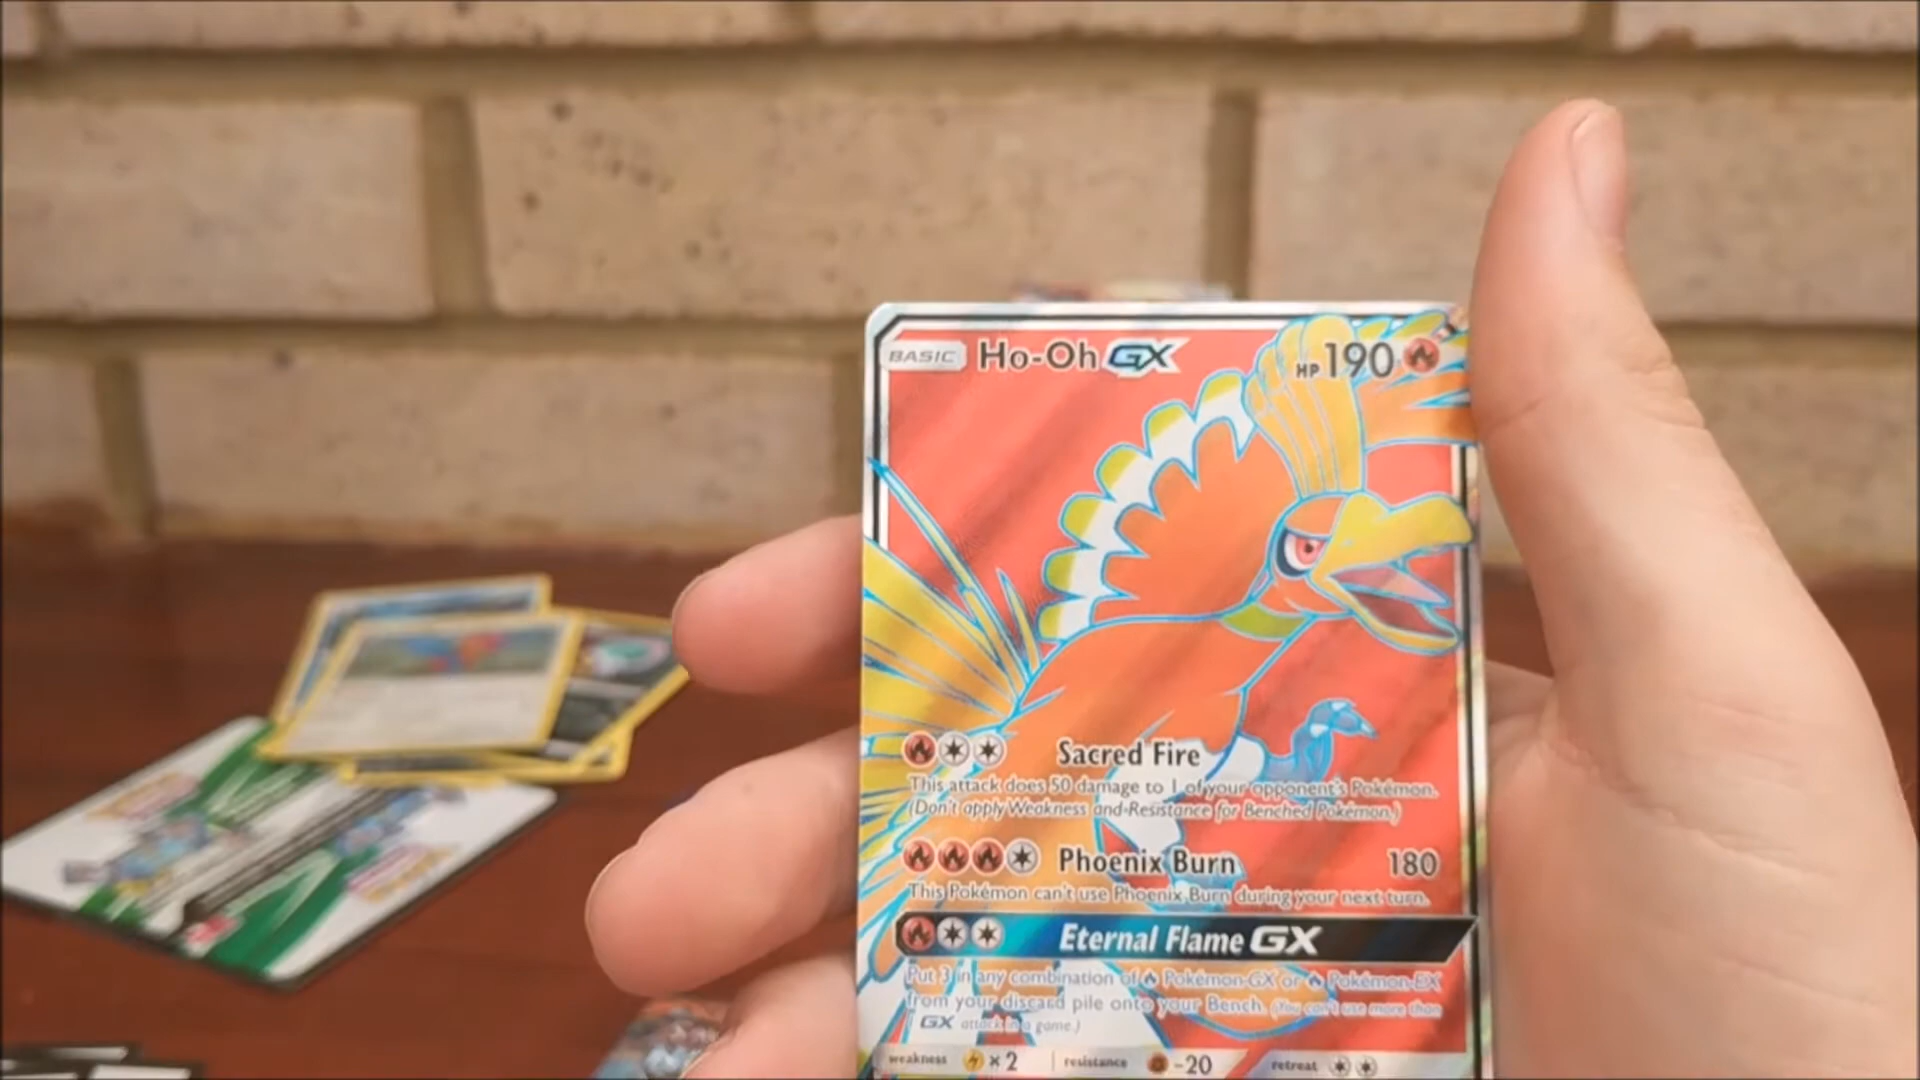 BASIC Ho-Oh GX HP 190
Sacred Fire
This attack does 50 damage to 1 of your opponent's Pokémon.
(Don't apply Weakness and Resistance for Benched Pokémon.)
Phoenix Burn 180
This Pokémon can't use Phoenix Burn during your next turn.
Eternal Flame GX
Put 3 in any combination of Pokémon-GX or Pokémon-EX
from your discard pile onto your Bench. (You can't use more than
1 GX attack in a game.)
weakness ×2 resistance -20 retreat